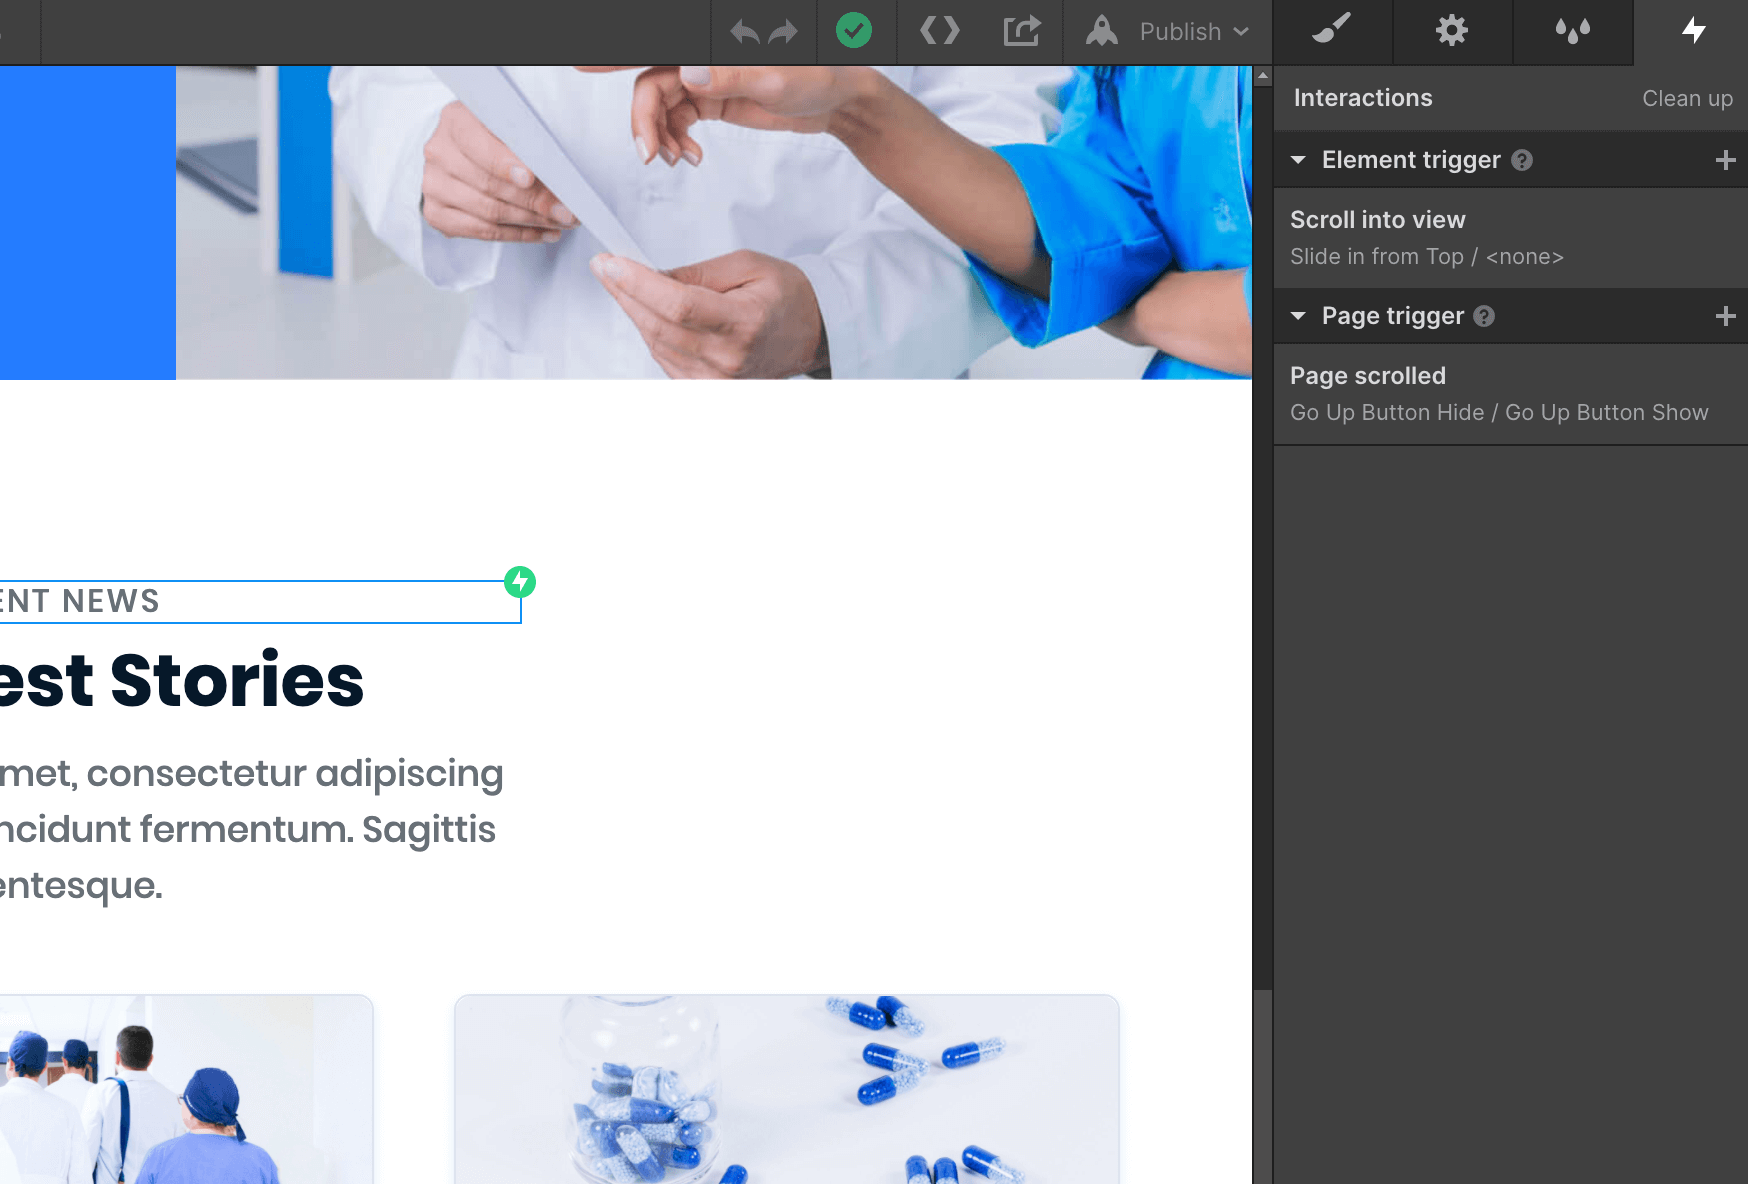 Publish
Interactions
Clean up
Element trigger ?
Scroll into view
Slide in from Top / <none>
Page trigger ?
Page scrolled
Go Up Button Hide / Go Up Button Show
ENT NEWS
est Stories
met, consectetur adipiscing
ncidunt fermentum. Sagittis
entesque.